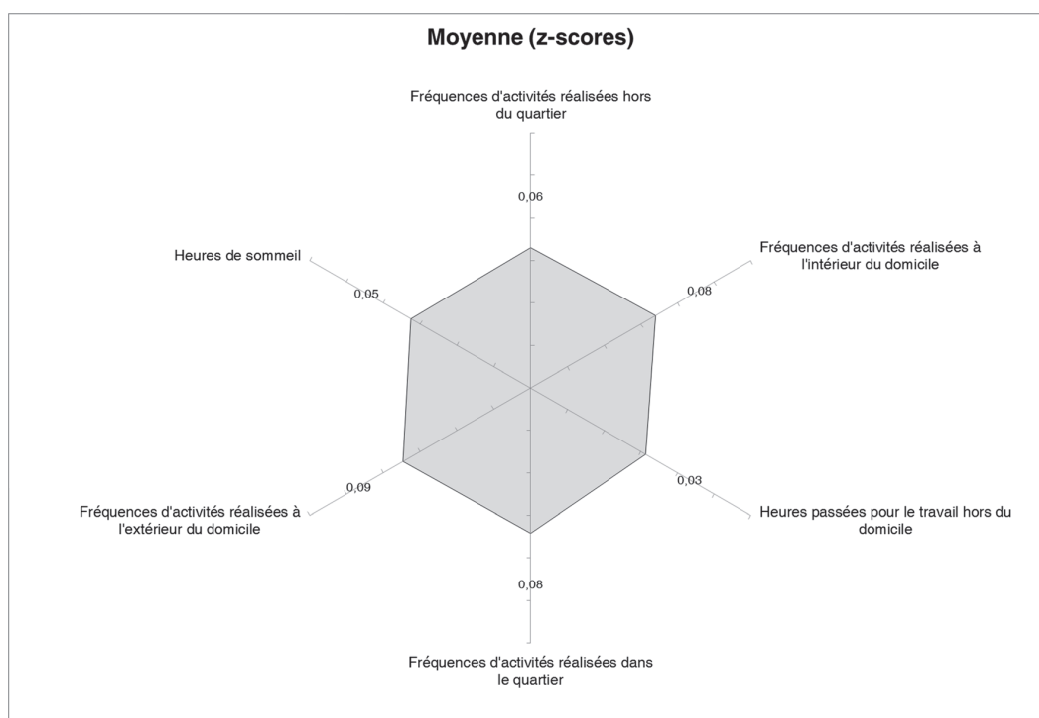 Moyenne (z-scores)
Fréquences d'activités réalisées hors
du quartier
0,06
Fréquences d'activités réalisées à
l'intérieur du domicile
0,08
Heures de sommeil
0,05
0,03
Heures passées pour le travail hors du
domicile
0,09
Fréquences d'activités réalisées à
l'extérieur du domicile
0,08
Fréquences d'activités réalisées dans
le quartier